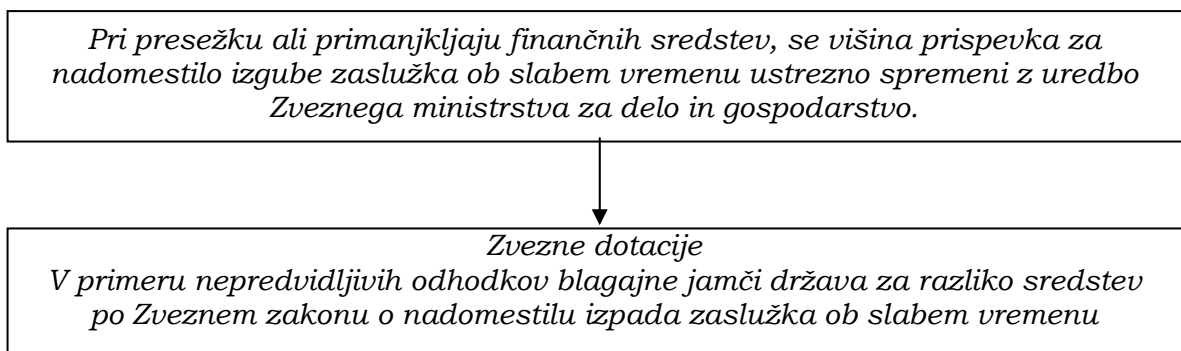 Pri presežku ali primanjkljaju finančnih sredstev, se višina prispevka za
nadomestilo izgube zaslužka ob slabem vremenu ustrezno spremeni z uredbo
Zveznega ministrstva za delo in gospodarstvo.
Zvezne dotacije
V primeru nepredvidljivih odhodkov blagajne jamči država za razliko sredstev
po Zveznem zakonu o nadomestilu izpada zaslužka ob slabem vremenu